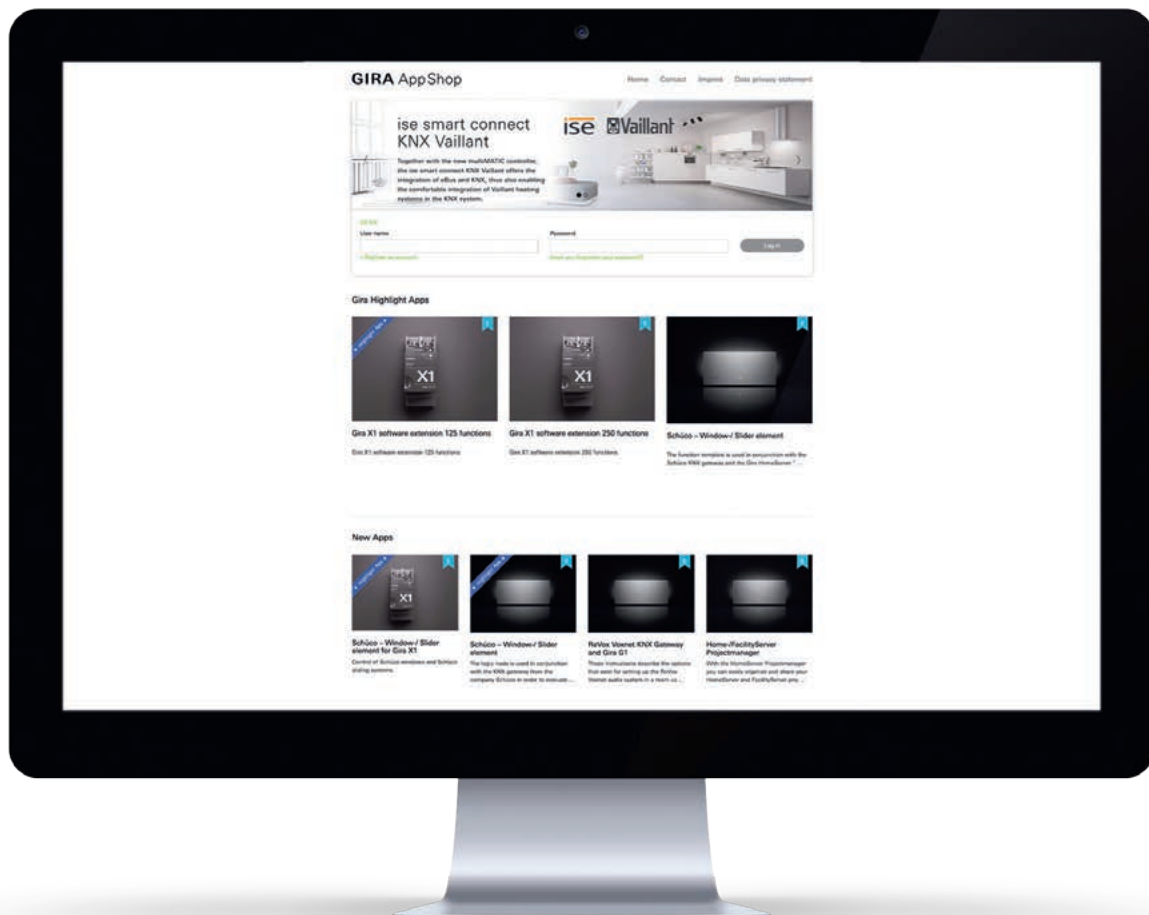 GIRA AppShop
Home Contact Imprint Data privacy statement
ise smart connect
KNX Vaillant
ise Vaillant
Together with the new multiMATIC controller,
the ise smart connect KNX Vaillant offers the
integration of eBus and KNX, thus also enabling
the comfortable integration of Vaillant heating
systems in the KNX system.
User name Password
Log in
Gira Highlight Apps
X1
X1
Gira X1 software extension 125 functions
Gira X1 software extension 125 functions
Gira X1 software extension 250 functions
Gira X1 software extension 250 functions
Schüco – Window-/ Slider element
The function template is used in conjunction with the
Schüco KNX gateway and the Gira HomeServer
New Apps
X1
Schüco – Window-/ Slider
element for Gira X1
Control of Schüco windows and Schüco
sliding systems.
Schüco – Window-/ Slider
element
The logic node is used in conjunction
with the KNX gateway from the
company Schüco in order to execute ...
ReVox Voxnet KNX Gateway
and Gira G1
These instructions describe the options
that exist for setting up the ReVox
Voxnet audio system in a room
Home-/FacilityServer
Projectmanager
With the HomeServer Projectmanager
you can easily organize and share your
HomeServer and FacilityServer